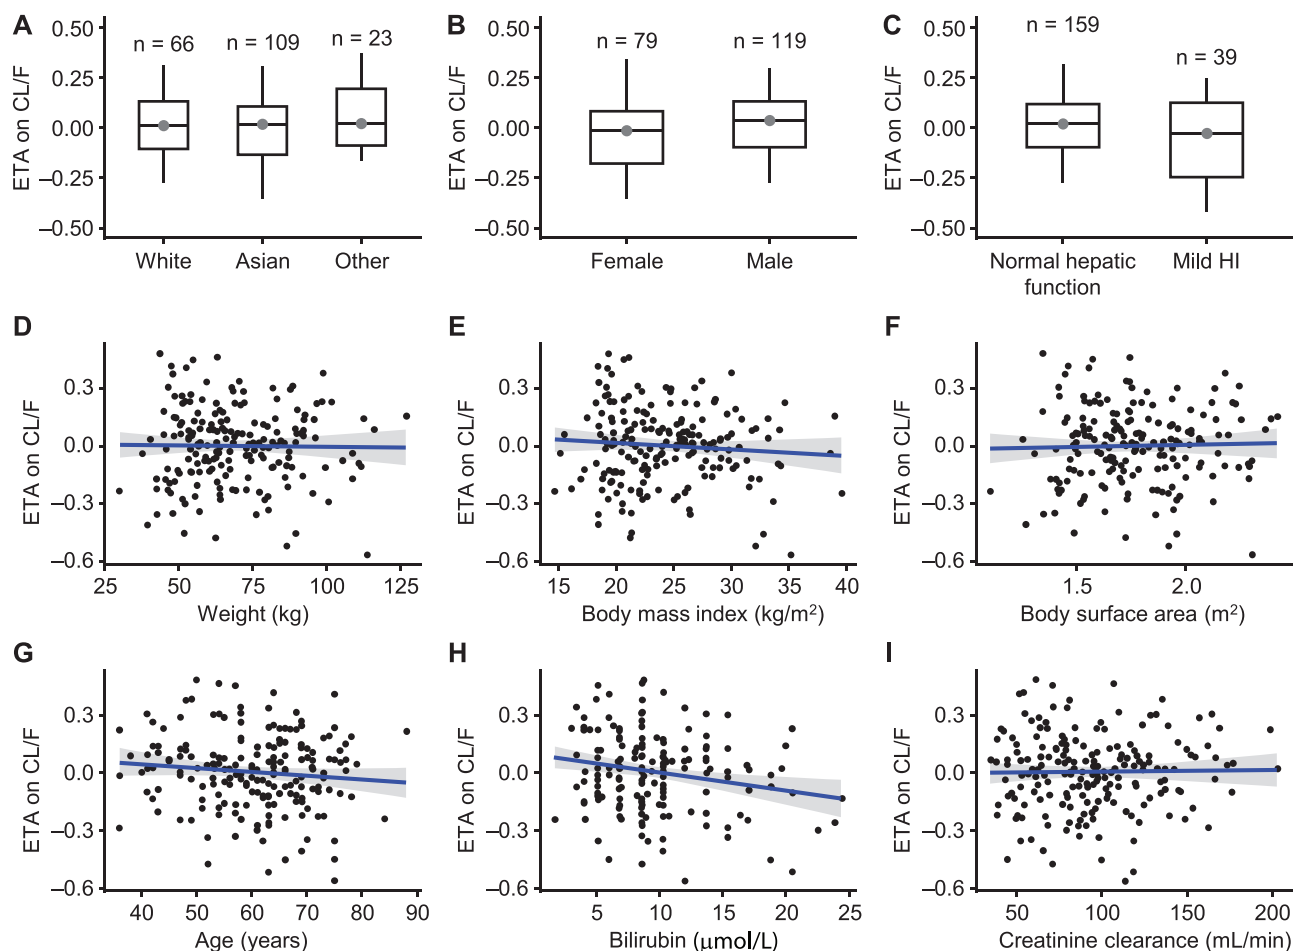 A
ETA on CL/F
0.50
0.25
0.00
–0.25
–0.50
n = 66
n = 109
n = 23
White
Asian
Other
B
ETA on CL/F
0.50
0.25
0.00
–0.25
–0.50
n = 79
n = 119
Female
Male
C
ETA on CL/F
0.50
0.25
0.00
–0.25
–0.50
n = 159
n = 39
Normal hepatic
function
Mild HI
D
ETA on CL/F
0.3
0.0
–0.3
–0.6
25 50 75 100 125
Weight (kg)
E
ETA on CL/F
0.3
0.0
–0.3
–0.6
15 20 25 30 35 40
Body mass index (kg/m²)
F
ETA on CL/F
0.3
0.0
–0.3
–0.6
1.5 2.0
Body surface area (m²)
G
ETA on CL/F
0.3
0.0
–0.3
–0.6
40 50 60 70 80 90
Age (years)
H
ETA on CL/F
0.3
0.0
–0.3
–0.6
5 10 15 20 25
Bilirubin (μmol/L)
I
ETA on CL/F
0.3
0.0
–0.3
–0.6
50 100 150 200
Creatinine clearance (mL/min)